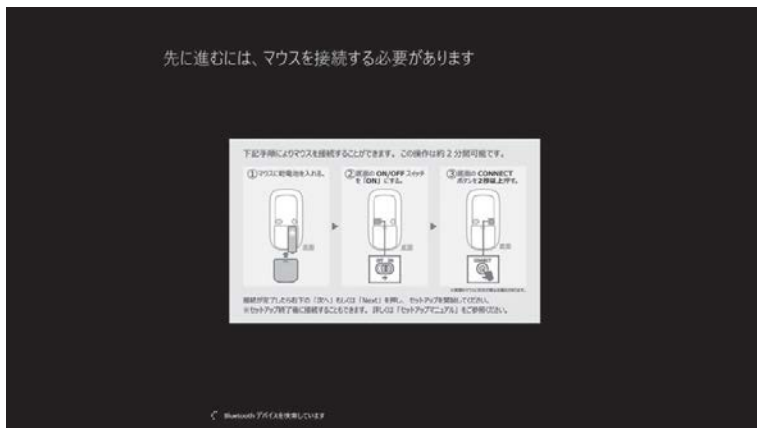 先に進むには、マウスを接続する必要があります
下記手順によりマウスを接続することができます。この操作は約 2 分間可能です。
①マウスに乾電池を入れる。
底面
②底面の ON/OFF スイッチ
を「ON」にする。
底面
OFF ON
③底面の CONNECT
ボタンを2秒以上押す。
底面
CONNECT
接続が完了したら右下の「次へ」もしくは「Next」を押し、セットアップを開始してください。
※セットアップ終了後に接続することもできます。詳しくは「セットアップマニュアル」をご参照ください。
Bluetooth デバイスを検索しています